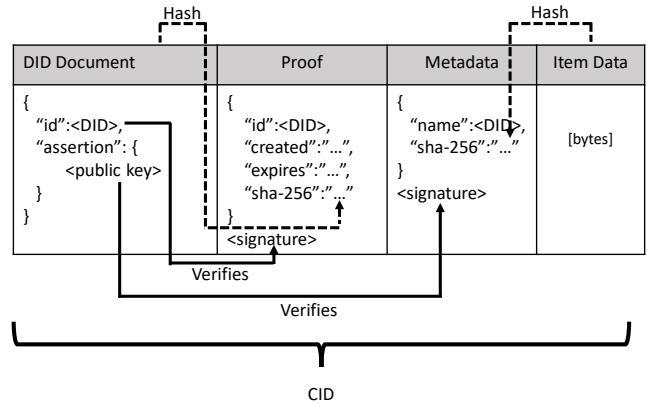 Hash
Hash
DID Document
Proof
Metadata
Item Data
{
“id”:<DID>,
“assertion”: {
<public key>
}
}
{
“id”:<DID>,
“created”:”…”,
“expires”:”…”,
“sha-256”:”…”
}
<signature>
{
“name”:<DID>,
“sha-256”:”…”
}
<signature>
[bytes]
Verifies
Verifies
CID